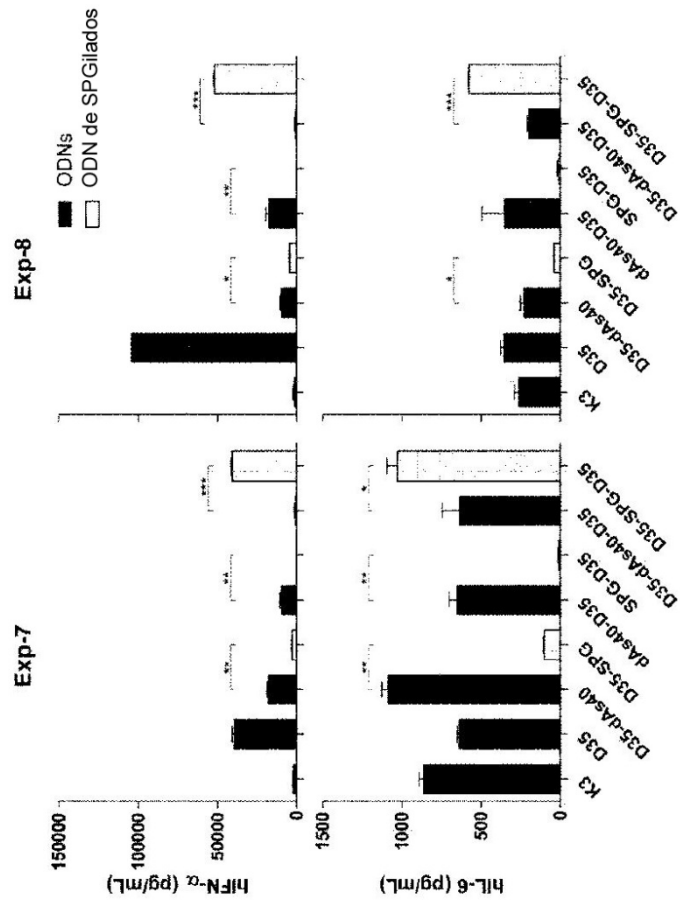 Exp-7
Exp-8
ODNs
ODN de SPGilados
hIFN-α (pg/mL)
150000
100000
50000
0
** ** ***
* ** ***
hIL-6 (pg/mL)
1500
1000
500
0
** ** *
* ***
K3
D35
D35-dAs40
D35-SPG
dAs40-D35
SPG-D35
D35-dAs40-D35
D35-SPG-D35
K3
D35
D35-dAs40
D35-SPG
dAs40-D35
SPG-D35
D35-dAs40-D35
D35-SPG-D35